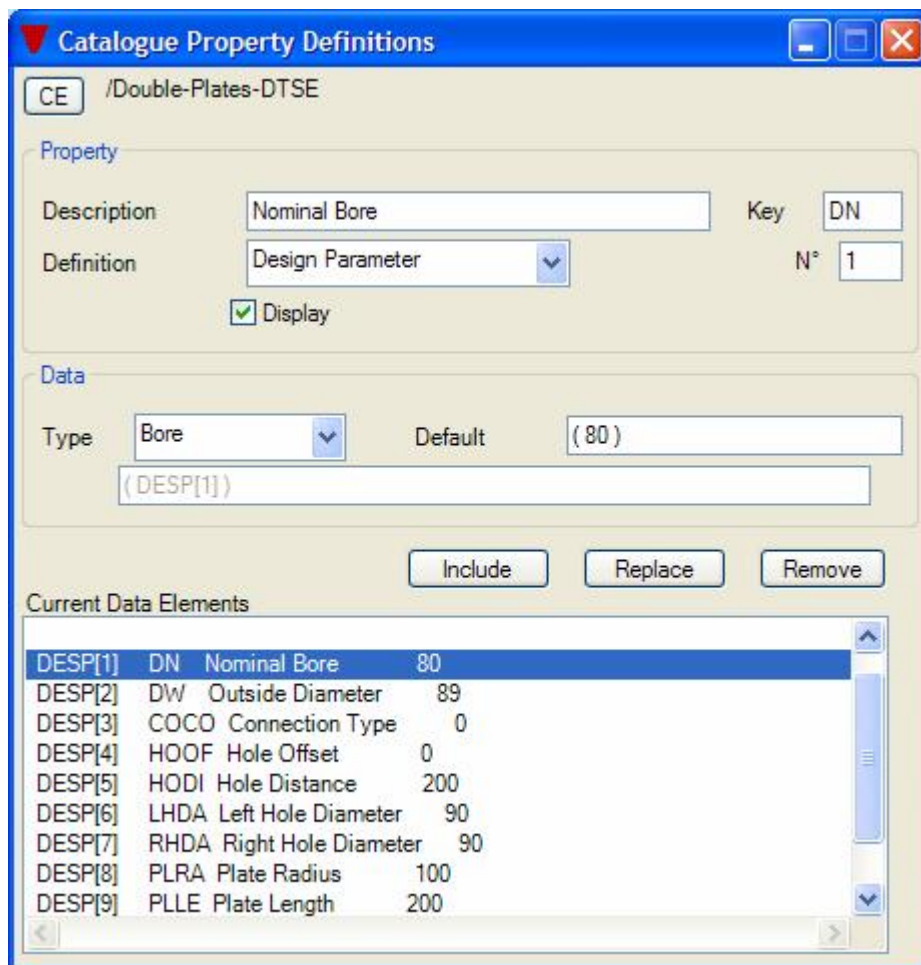 Catalogue Property Definitions
CE /Double-Plates-DTSE
Property
Description Nominal Bore Key DN
Definition Design Parameter N° 1
Display
Data
Type Bore Default ( 80 )
( DESP[1] )
Include Replace Remove
Current Data Elements
DESP[1] DN Nominal Bore 80
DESP[2] DW Outside Diameter 89
DESP[3] COCO Connection Type 0
DESP[4] HOOF Hole Offset 0
DESP[5] HODI Hole Distance 200
DESP[6] LHDA Left Hole Diameter 90
DESP[7] RHDA Right Hole Diameter 90
DESP[8] PLRA Plate Radius 100
DESP[9] PLLE Plate Length 200